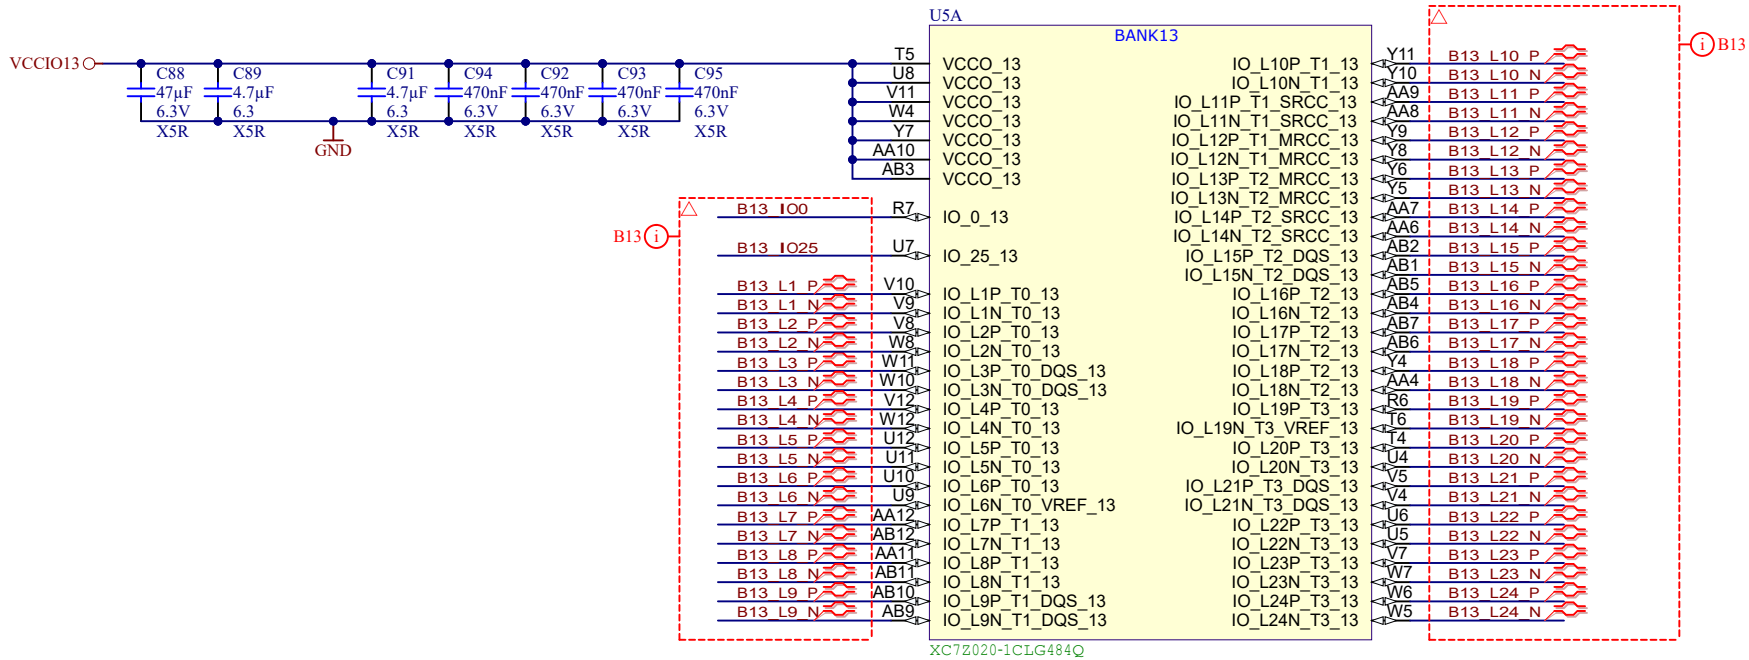 U5A
BANK13
VCCIO13
C88
47µF
6.3V
X5R
C89
4.7µF
6.3
X5R
GND
C91
4.7µF
6.3
X5R
C94
470nF
6.3V
X5R
C92
470nF
6.3V
X5R
C93
470nF
6.3V
X5R
C95
470nF
6.3V
X5R
T5 VCCO_13
U8 VCCO_13
V11 VCCO_13
W4 VCCO_13
Y7 VCCO_13
AA10 VCCO_13
AB3 VCCO_13
B13 i
B13_IO0 R7 IO_0_13
B13_IO25 U7 IO_25_13
B13_L1_P V10 IO_L1P_T0_13
B13_L1_N V9 IO_L1N_T0_13
B13_L2_P V8 IO_L2P_T0_13
B13_L2_N W8 IO_L2N_T0_13
B13_L3_P W11 IO_L3P_T0_DQS_13
B13_L3_N W10 IO_L3N_T0_DQS_13
B13_L4_P V12 IO_L4P_T0_13
B13_L4_N W12 IO_L4N_T0_13
B13_L5_P U12 IO_L5P_T0_13
B13_L5_N U11 IO_L5N_T0_13
B13_L6_P U10 IO_L6P_T0_13
B13_L6_N U9 IO_L6N_T0_VREF_13
B13_L7_P AA12 IO_L7P_T1_13
B13_L7_N AB12 IO_L7N_T1_13
B13_L8_P AA11 IO_L8P_T1_13
B13_L8_N AB11 IO_L8N_T1_13
B13_L9_P AB10 IO_L9P_T1_DQS_13
B13_L9_N AB9 IO_L9N_T1_DQS_13
IO_L10P_T1_13 Y11 B13_L10_P
IO_L10N_T1_13 Y10 B13_L10_N
IO_L11P_T1_SRCC_13 AA9 B13_L11_P
IO_L11N_T1_SRCC_13 AA8 B13_L11_N
IO_L12P_T1_MRCC_13 Y9 B13_L12_P
IO_L12N_T1_MRCC_13 Y8 B13_L12_N
IO_L13P_T2_MRCC_13 Y6 B13_L13_P
IO_L13N_T2_MRCC_13 Y5 B13_L13_N
IO_L14P_T2_SRCC_13 AA7 B13_L14_P
IO_L14N_T2_SRCC_13 AA6 B13_L14_N
IO_L15P_T2_DQS_13 AB2 B13_L15_P
IO_L15N_T2_DQS_13 AB1 B13_L15_N
IO_L16P_T2_13 AB5 B13_L16_P
IO_L16N_T2_13 AB4 B13_L16_N
IO_L17P_T2_13 AB7 B13_L17_P
IO_L17N_T2_13 AB6 B13_L17_N
IO_L18P_T2_13 Y4 B13_L18_P
IO_L18N_T2_13 AA4 B13_L18_N
IO_L19P_T3_13 R6 B13_L19_P
IO_L19N_T3_VREF_13 T6 B13_L19_N
IO_L20P_T3_13 T4 B13_L20_P
IO_L20N_T3_13 U4 B13_L20_N
IO_L21P_T3_DQS_13 V5 B13_L21_P
IO_L21N_T3_DQS_13 V4 B13_L21_N
IO_L22P_T3_13 U6 B13_L22_P
IO_L22N_T3_13 U5 B13_L22_N
IO_L23P_T3_13 V7 B13_L23_P
IO_L23N_T3_13 W7 B13_L23_N
IO_L24P_T3_13 W6 B13_L24_P
IO_L24N_T3_13 W5 B13_L24_N
i B13
XC7Z020-1CLG484Q